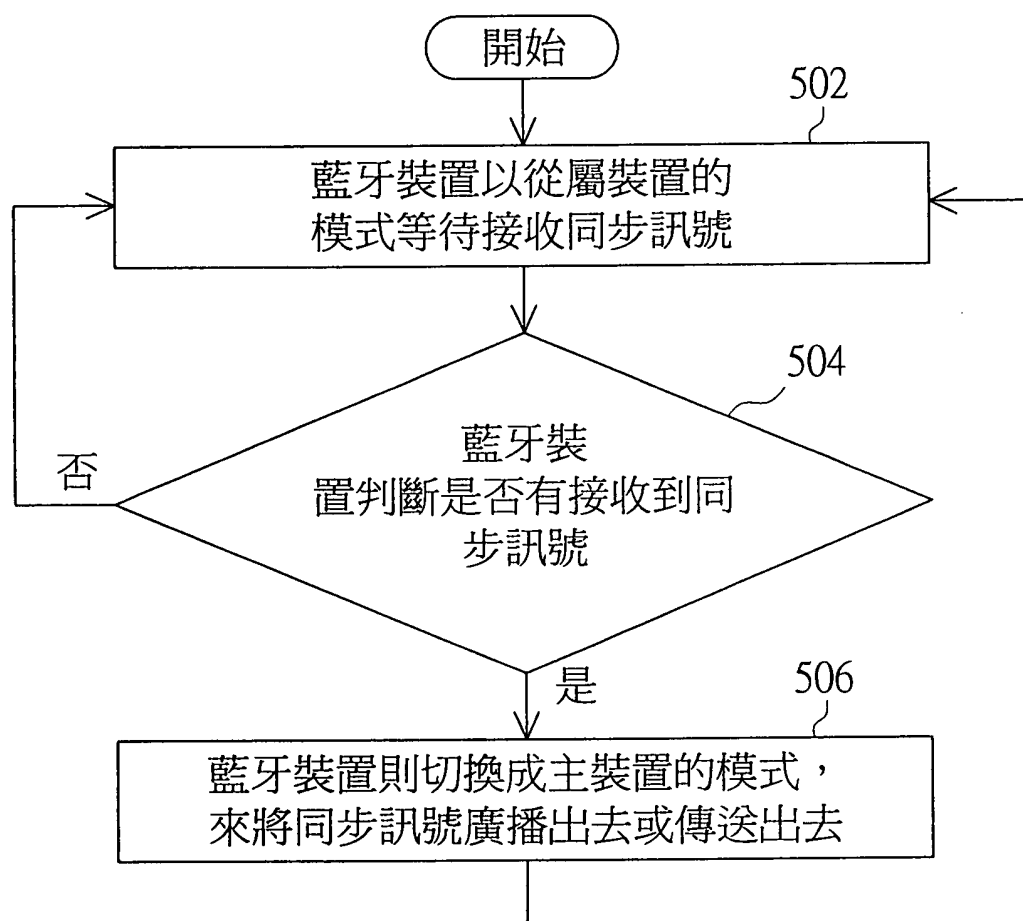 開始
502
藍牙裝置以從屬裝置的
模式等待接收同步訊號
504
藍牙裝
置判斷是否有接收到同
步訊號
否
是
506
藍牙裝置則切換成主裝置的模式，
來將同步訊號廣播出去或傳送出去